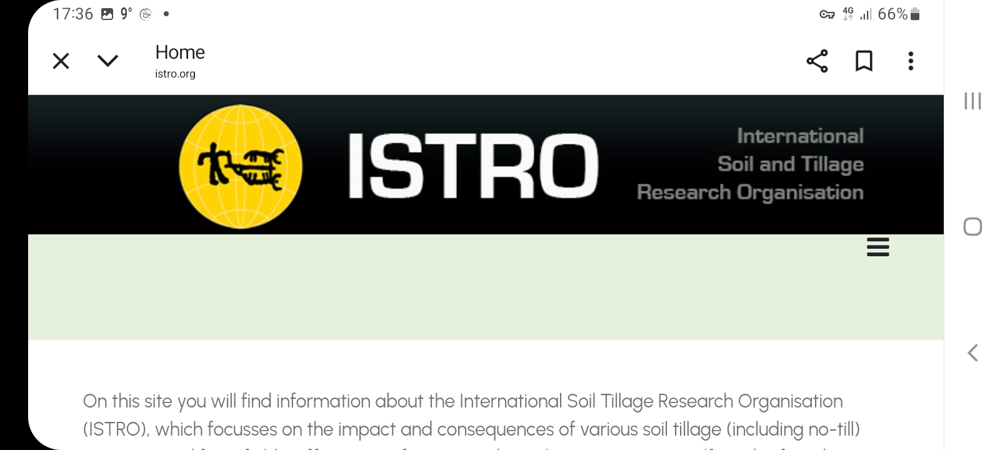 17:36 9° 4G 66%
Home
istro.org
ISTRO
International
Soil and Tillage
Research Organisation
On this site you will find information about the International Soil Tillage Research Organisation
(ISTRO), which focusses on the impact and consequences of various soil tillage (including no-till)